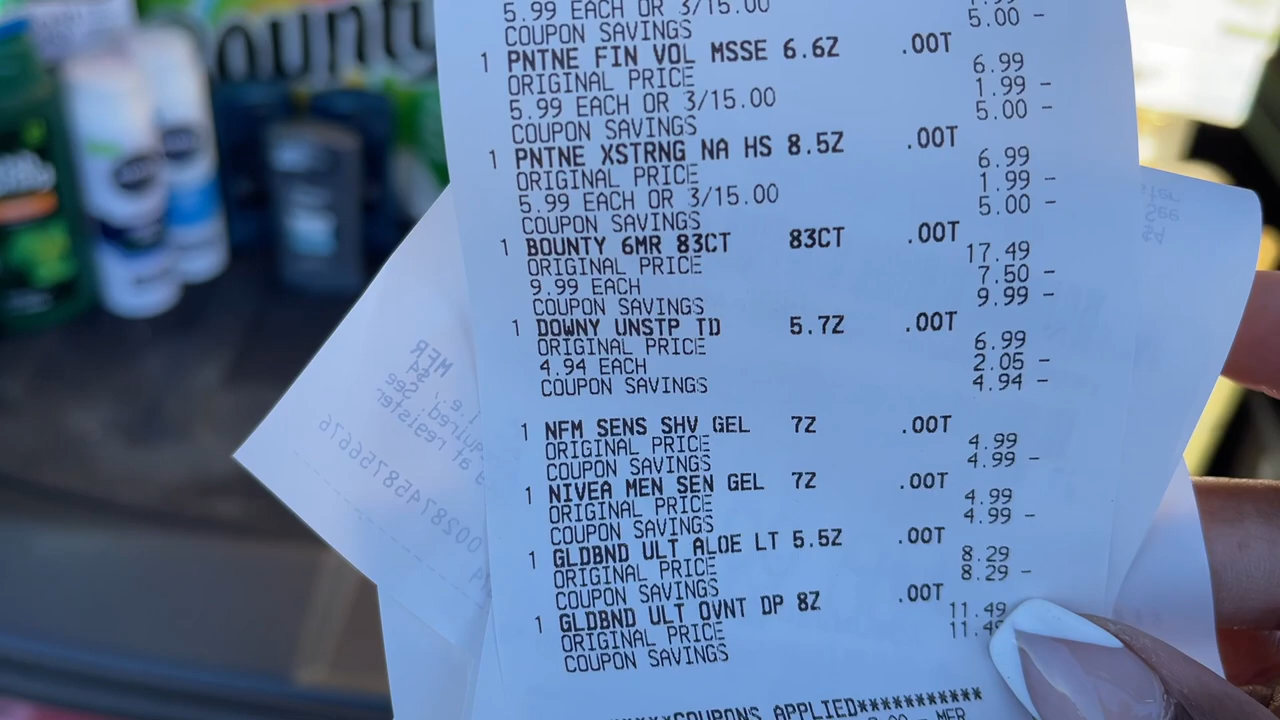 5.99 EACH OR 3/15.00
COUPON SAVINGS 5.00 -
1 PNTNE FIN VOL MSSE 6.6Z .00T
ORIGINAL PRICE 6.99
5.99 EACH OR 3/15.00 1.99 -
COUPON SAVINGS 5.00 -
1 PNTNE XSTRNG NA HS 8.5Z .00T
ORIGINAL PRICE 6.99
5.99 EACH OR 3/15.00 1.99 -
COUPON SAVINGS 5.00 -
1 BOUNTY 6MR 83CT 83CT .00T
ORIGINAL PRICE 17.49
9.99 EACH 7.50 -
COUPON SAVINGS 9.99 -
1 DOWNY UNSTP TD 5.7Z .00T
ORIGINAL PRICE 6.99
4.94 EACH 2.05 -
COUPON SAVINGS 4.94 -
1 NFM SENS SHV GEL 7Z .00T
ORIGINAL PRICE 4.99
COUPON SAVINGS 4.99 -
1 NIVEA MEN SEN GEL 7Z .00T
ORIGINAL PRICE 4.99
COUPON SAVINGS 4.99 -
1 GLDBND ULT ALOE LT 5.5Z .00T
ORIGINAL PRICE 8.29
COUPON SAVINGS 8.29 -
1 GLDBND ULT OVNT DP 8Z .00T
ORIGINAL PRICE 11.49
COUPON SAVINGS
COUPONS APPLIED***********
MFR